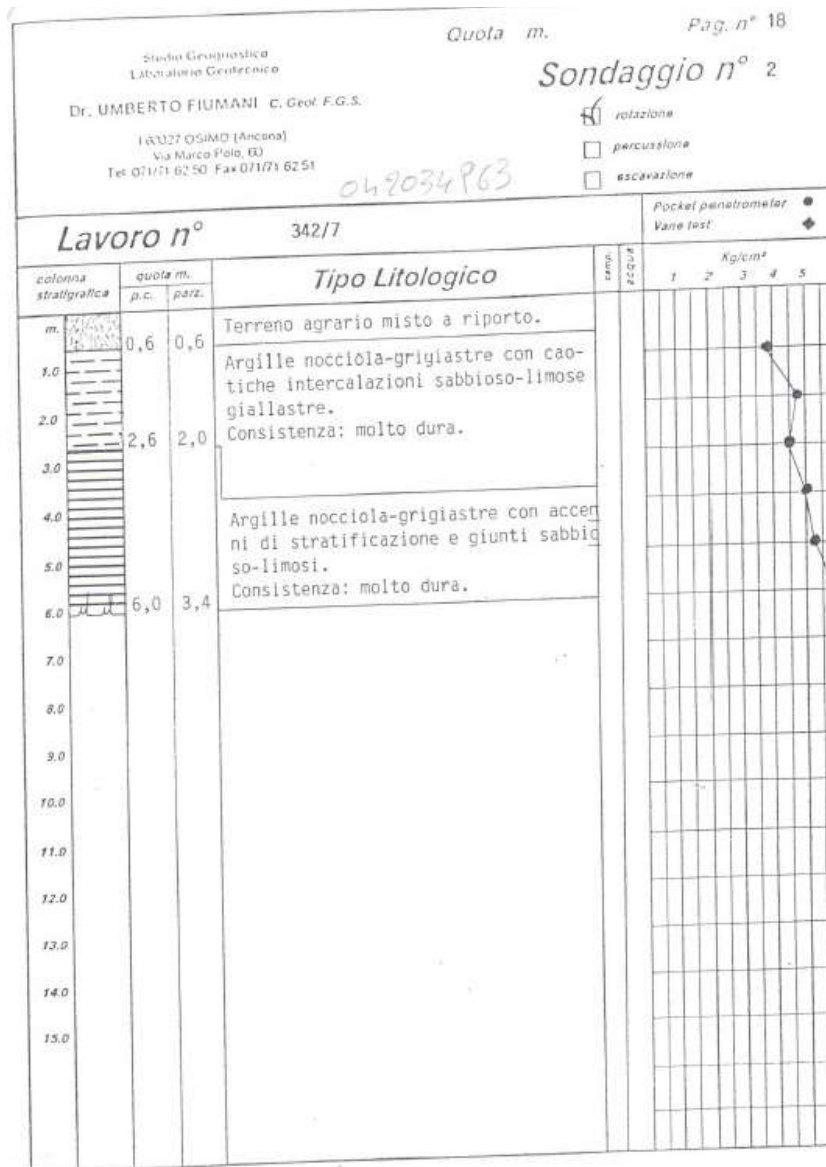 Quota m.
Pag. n° 18
Studio Geognostico
Laboratorio Geotecnico
Dr. UMBERTO FIUMANI C. Geol. F.G.S.
I 60027 OSIMO (Ancona)
Via Marco Polo, 60
Tel. 071/71 62 50 Fax 071/71 62 51
Sondaggio n° 2
rotazione
percussione
escavazione
042034P63
Lavoro n° 342/7
Pocket penetrometer
Vane test
colonna stratigrafica
quota m.
p.c. parz.
Tipo Litologico
camp.
acqua
Kg/cm²
1 2 3 4 5
m.
0,6 0,6
Terreno agrario misto a riporto.
Argille nocciola-grigiastre con cao-
tiche intercalazioni sabbioso-limose
giallastre.
Consistenza: molto dura.
2,6 2,0
Argille nocciola-grigiastre con accen
ni di stratificazione e giunti sabbio
so-limosi.
Consistenza: molto dura.
6,0 3,4
1.0
2.0
3.0
4.0
5.0
6.0
7.0
8.0
9.0
10.0
11.0
12.0
13.0
14.0
15.0